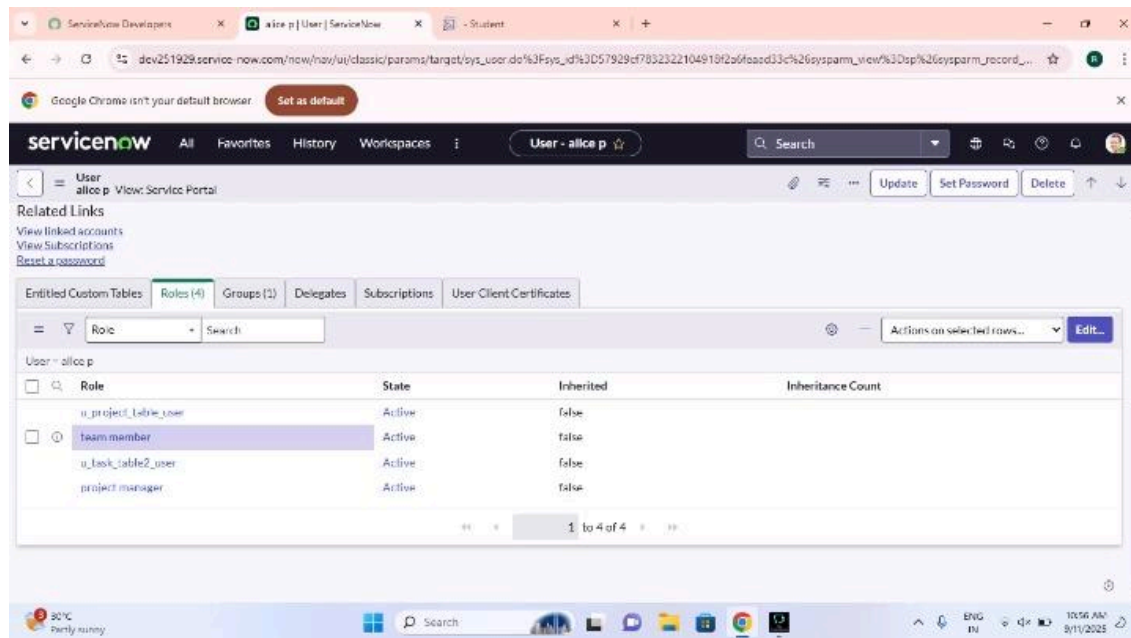 ServiceNow Developers
alice p | User | ServiceNow
- Student
dev251929.service-now.com/now/nav/ui/classic/params/target/sys_user.do%3Fsys_id%3D57929cf7832322104918f2a6feaad33c%26sysparm_view%3Dsp%26sysparm_record_...
Google Chrome isn't your default browser Set as default
servicenow All Favorites History Workspaces User - alice p Search
User
alice p View: Service Portal
Update Set Password Delete
Related Links
View linked accounts
View Subscriptions
Reset a password
Entitled Custom Tables Roles (4) Groups (1) Delegates Subscriptions User Client Certificates
Role Search Actions on selected rows... Edit...
User = alice p
Role State Inherited Inheritance Count
u_project_table_user Active false
team member Active false
u_task_table2_user Active false
project manager Active false
1 to 4 of 4
3
30°C
Partly sunny
Search
ENG
IN
10:56 AM
9/11/2025